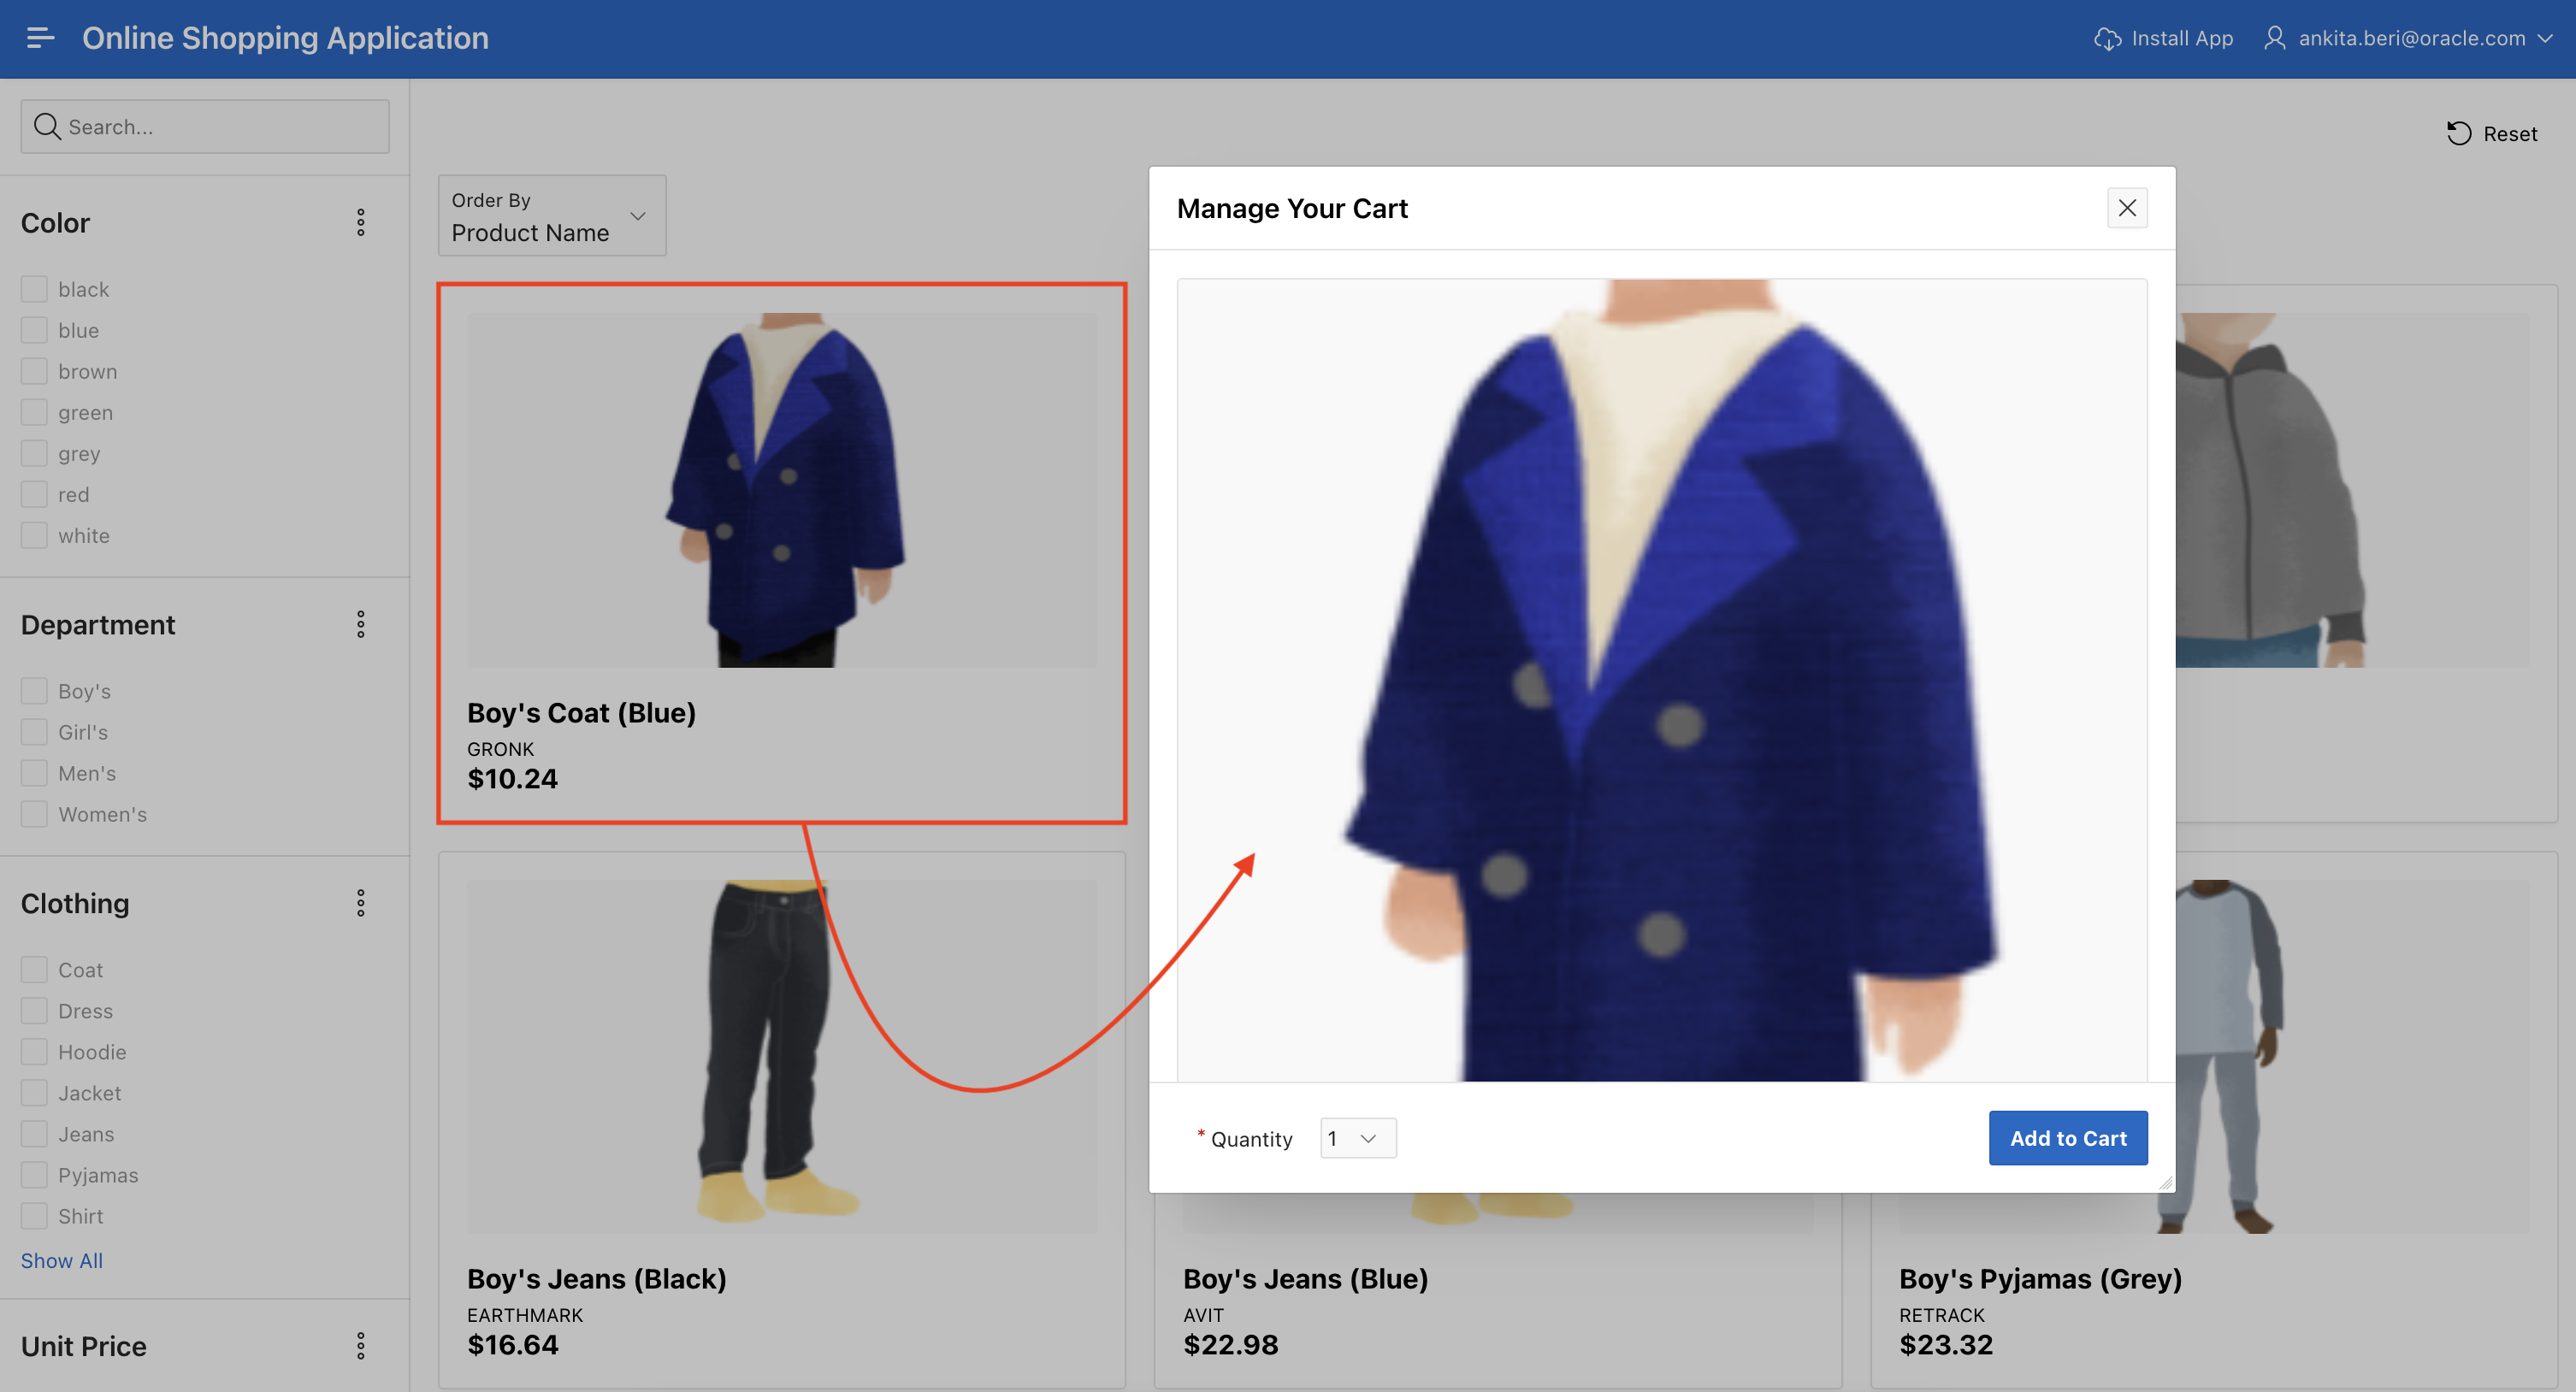 Online Shopping Application
Install App
ankita.beri@oracle.com
Search...
Reset
Color
black
blue
brown
green
grey
red
white
Department
Boy's
Girl's
Men's
Women's
Clothing
Coat
Dress
Hoodie
Jacket
Jeans
Pyjamas
Shirt
Show All
Unit Price
Order By
Product Name
Boy's Coat (Blue)
GRONK
$10.24
Boy's Jeans (Black)
EARTHMARK
$16.64
Boy's Jeans (Blue)
AVIT
$22.98
Boy's Pyjamas (Grey)
RETRACK
$23.32
Manage Your Cart
* Quantity
1
Add to Cart